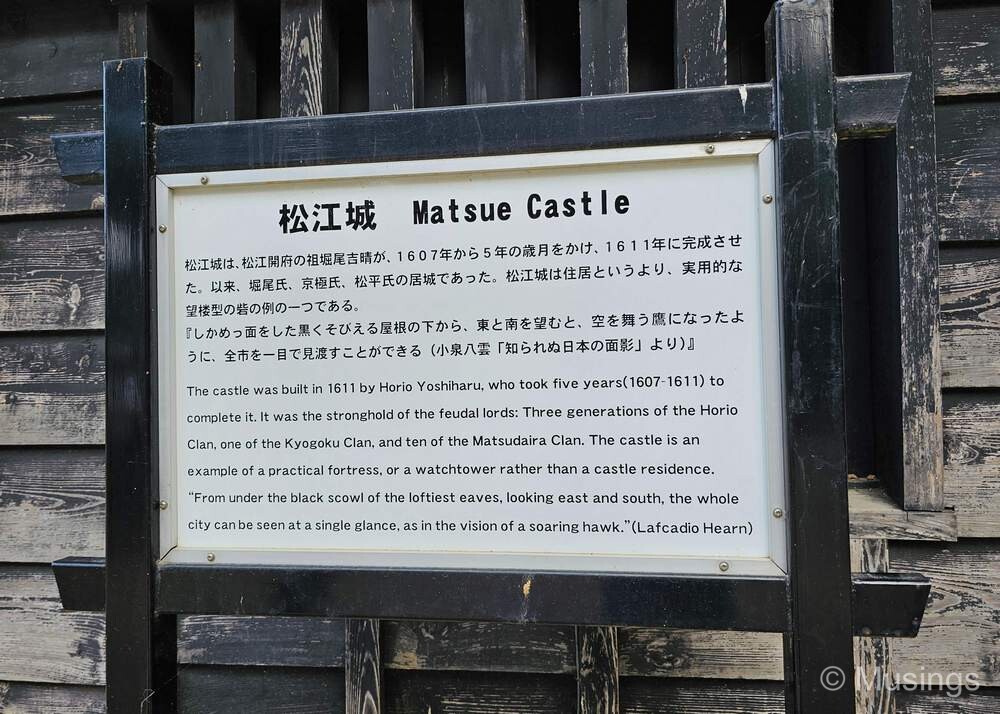 松江城 Matsue Castle
松江城は、松江開府の祖堀尾吉晴が、1607年から5年の歳月をかけ、1611年に完成させ
た。以来、堀尾氏、京極氏、松平氏の居城であった。松江城は住居というより、実用的な
望楼型の砦の例の一つである。
『しかめっ面をした黒くそびえる屋根の下から、東と南を望むと、空を舞う鷹になったよ
うに、全市を一目で見渡すことができる（小泉八雲「知られぬ日本の面影」より）』
The castle was built in 1611 by Horio Yoshiharu, who took five years(1607-1611) to
complete it. It was the stronghold of the feudal lords: Three generations of the Horio
Clan, one of the Kyogoku Clan, and ten of the Matsudaira Clan. The castle is an
example of a practical fortress, or a watchtower rather than a castle residence.
“From under the black scowl of the loftiest eaves, looking east and south, the whole
city can be seen at a single glance, as in the vision of a soaring hawk.”(Lafcadio Hearn)
© Musings